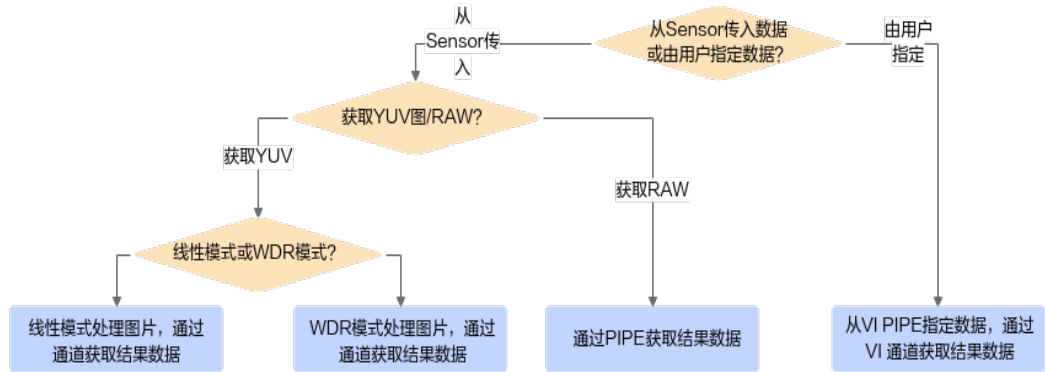 从Sensor传入数据
或由用户指定数据?
从
Sensor传
入
由用户
指定
获取YUV图/RAW?
获取YUV
获取RAW
线性模式或WDR模式?
线性模式处理图片，通过
通道获取结果数据
WDR模式处理图片，通过
通道获取结果数据
通过PIPE获取结果数据
从VI PIPE指定数据，通过
VI 通道获取结果数据